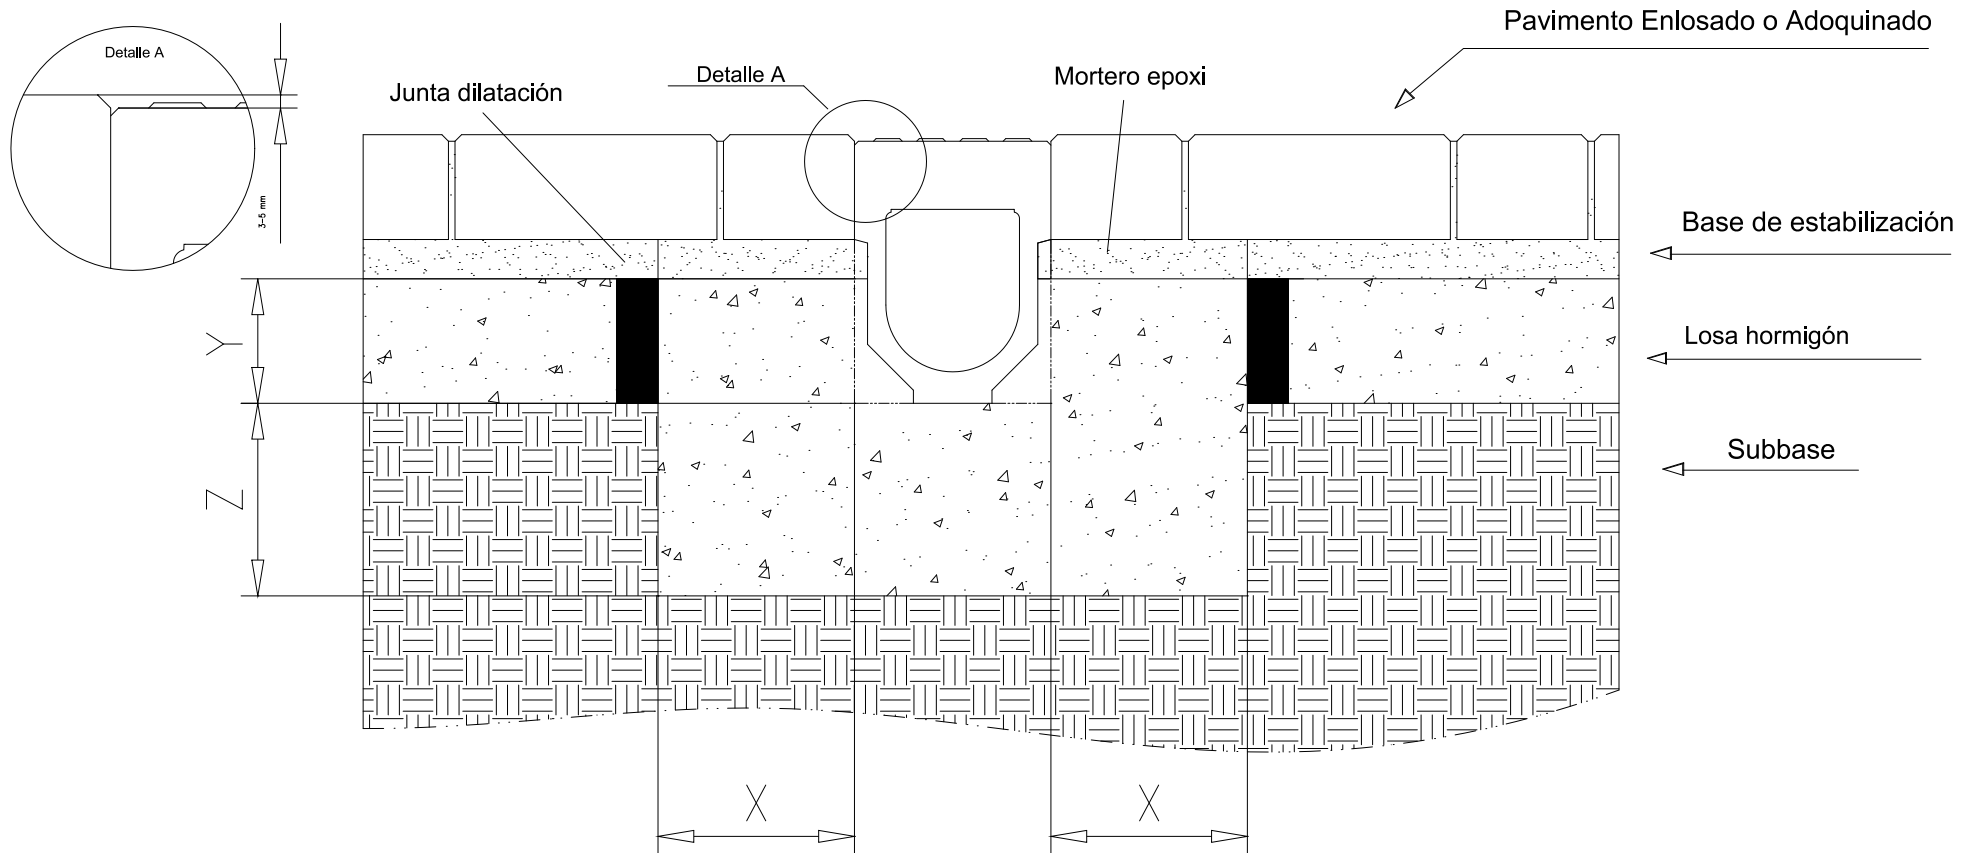 Pavimento Enlosado o Adoquinado
Detalle A
Detalle A
Mortero epoxi
Junta dilatación
3-5 mm
Base de estabilización
Y
Losa hormigón
Z
Subbase
X
X